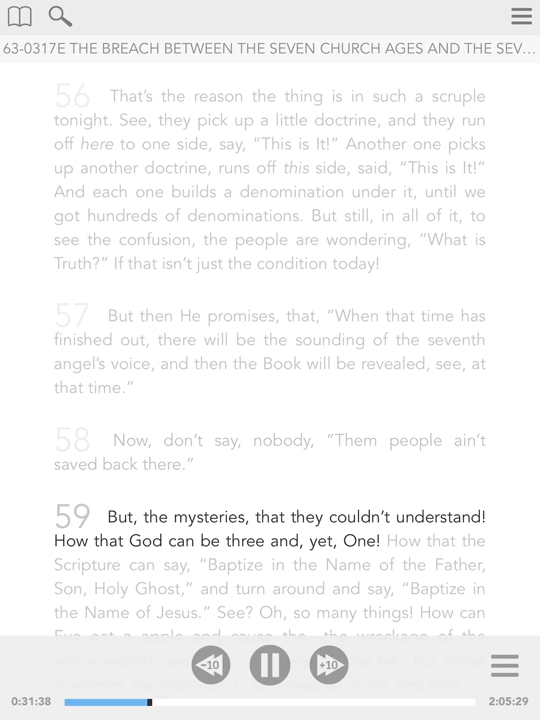 63-0317E THE BREACH BETWEEN THE SEVEN CHURCH AGES AND THE SEV...
56 That's the reason the thing is in such a scruple
tonight. See, they pick up a little doctrine, and they run
off here to one side, say, “This is It!” Another one picks
up another doctrine, runs off this side, said, “This is It!”
And each one builds a denomination under it, until we
got hundreds of denominations. But still, in all of it, to
see the confusion, the people are wondering, “What is
Truth?” If that isn't just the condition today!
57 But then He promises, that, “When that time has
finished out, there will be the sounding of the seventh
angel's voice, and then the Book will be revealed, see, at
that time.”
58 Now, don't say, nobody, “Them people ain't
saved back there.”
59 But, the mysteries, that they couldn't understand!
How that God can be three and, yet, One! How that the
Scripture can say, “Baptize in the Name of the Father,
Son, Holy Ghost,” and turn around and say, “Baptize in
the Name of Jesus.” See? Oh, so many things! How can
Eve eat a apple and cause the—the wreckage of the
-10
+10
0:31:38
2:05:29